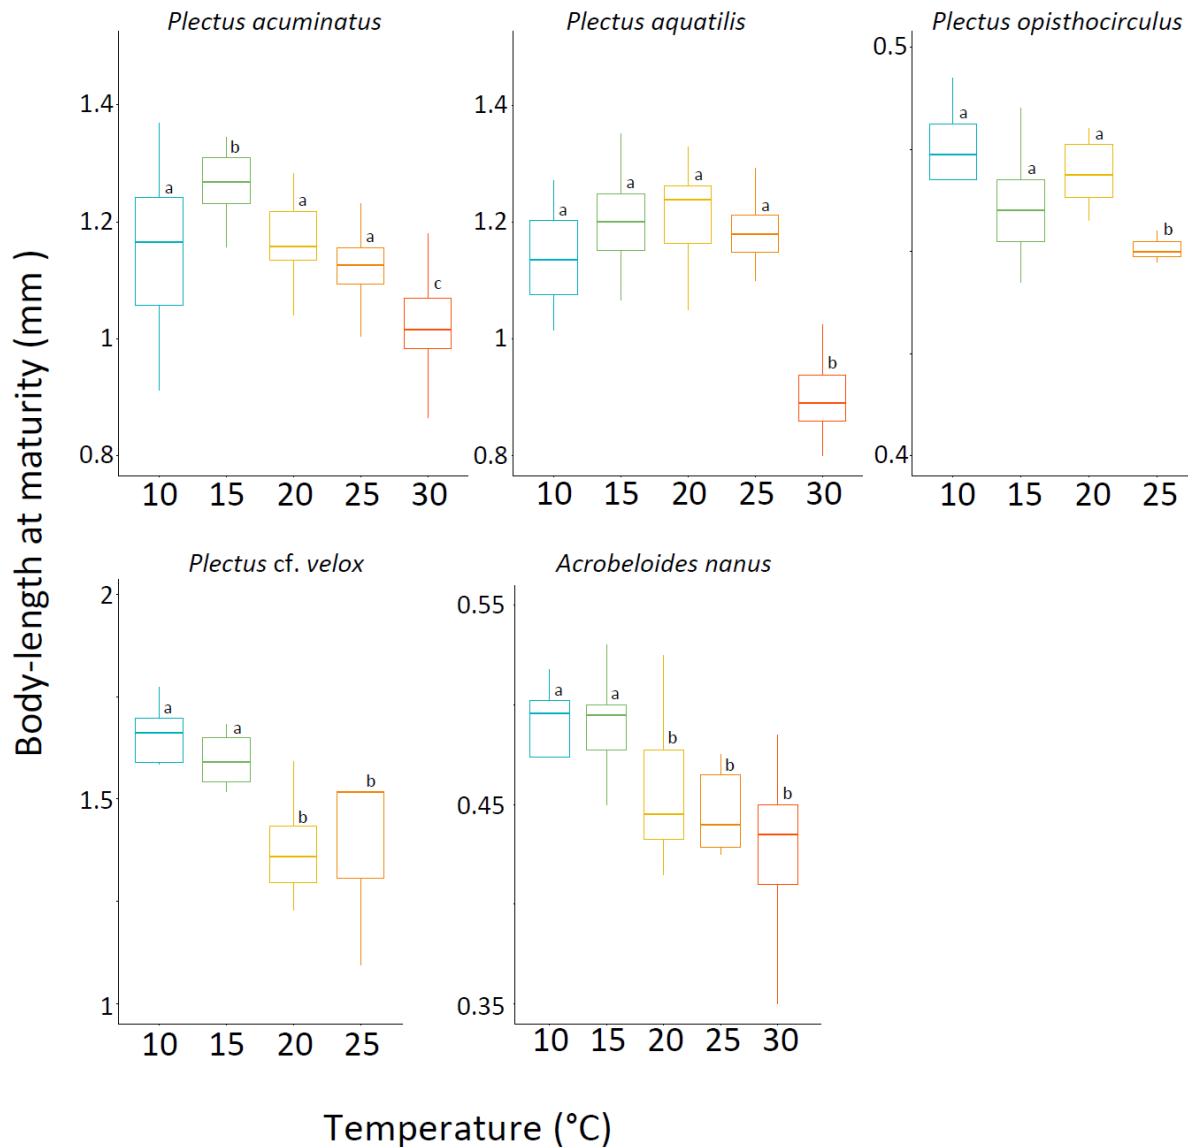 Plectus acuminatus
Plectus aquatilis
Plectus opisthocirculus
1.4
1.2
1
0.8
a
b
a
a
c
10 15 20 25 30
1.4
1.2
1
0.8
a
a
a
a
b
10 15 20 25 30
0.5
0.4
a
a
a
b
10 15 20 25
Body-length at maturity (mm )
Plectus cf. velox
Acrobeloides nanus
2
1.5
1
a
a
b
b
10 15 20 25
0.55
0.45
0.35
a
a
b
b
b
10 15 20 25 30
Temperature (°C)